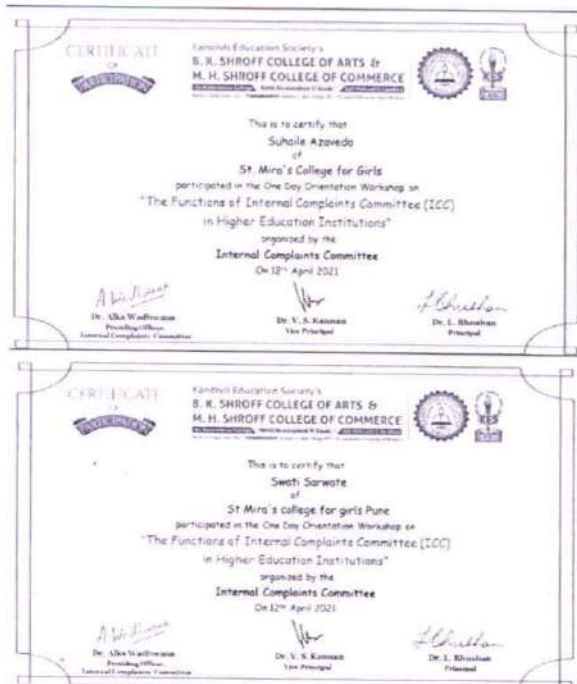 CERTIFICATE
OF
PARTICIPATION
Kandivli Education Society's
B. K. SHROFF COLLEGE OF ARTS &
M. H. SHROFF COLLEGE OF COMMERCE
This is to certify that
Suhaile Azavedo
of
St. Mira's College for Girls
participated in the One Day Orientation Workshop on
"The Functions of Internal Complaints Committee (ICC)
in Higher Education Institutions"
organised by the
Internal Complaints Committee
On 12th April 2021
Dr. Alka Wadhwana
Presiding Officer
Internal Complaints Committee
Dr. V. S. Kannan
Vice Principal
Dr. L. Bhushan
Principal
CERTIFICATE
OF
PARTICIPATION
Kandivli Education Society's
B. K. SHROFF COLLEGE OF ARTS &
M. H. SHROFF COLLEGE OF COMMERCE
This is to certify that
Swati Sarwate
of
St Mira's college for girls Pune
participated in the One Day Orientation Workshop on
"The Functions of Internal Complaints Committee (ICC)
in Higher Education Institutions"
organised by the
Internal Complaints Committee
On 12th April 2021
Dr. Alka Wadhwana
Presiding Officer
Internal Complaints Committee
Dr. V. S. Kannan
Vice Principal
Dr. L. Bhushan
Principal